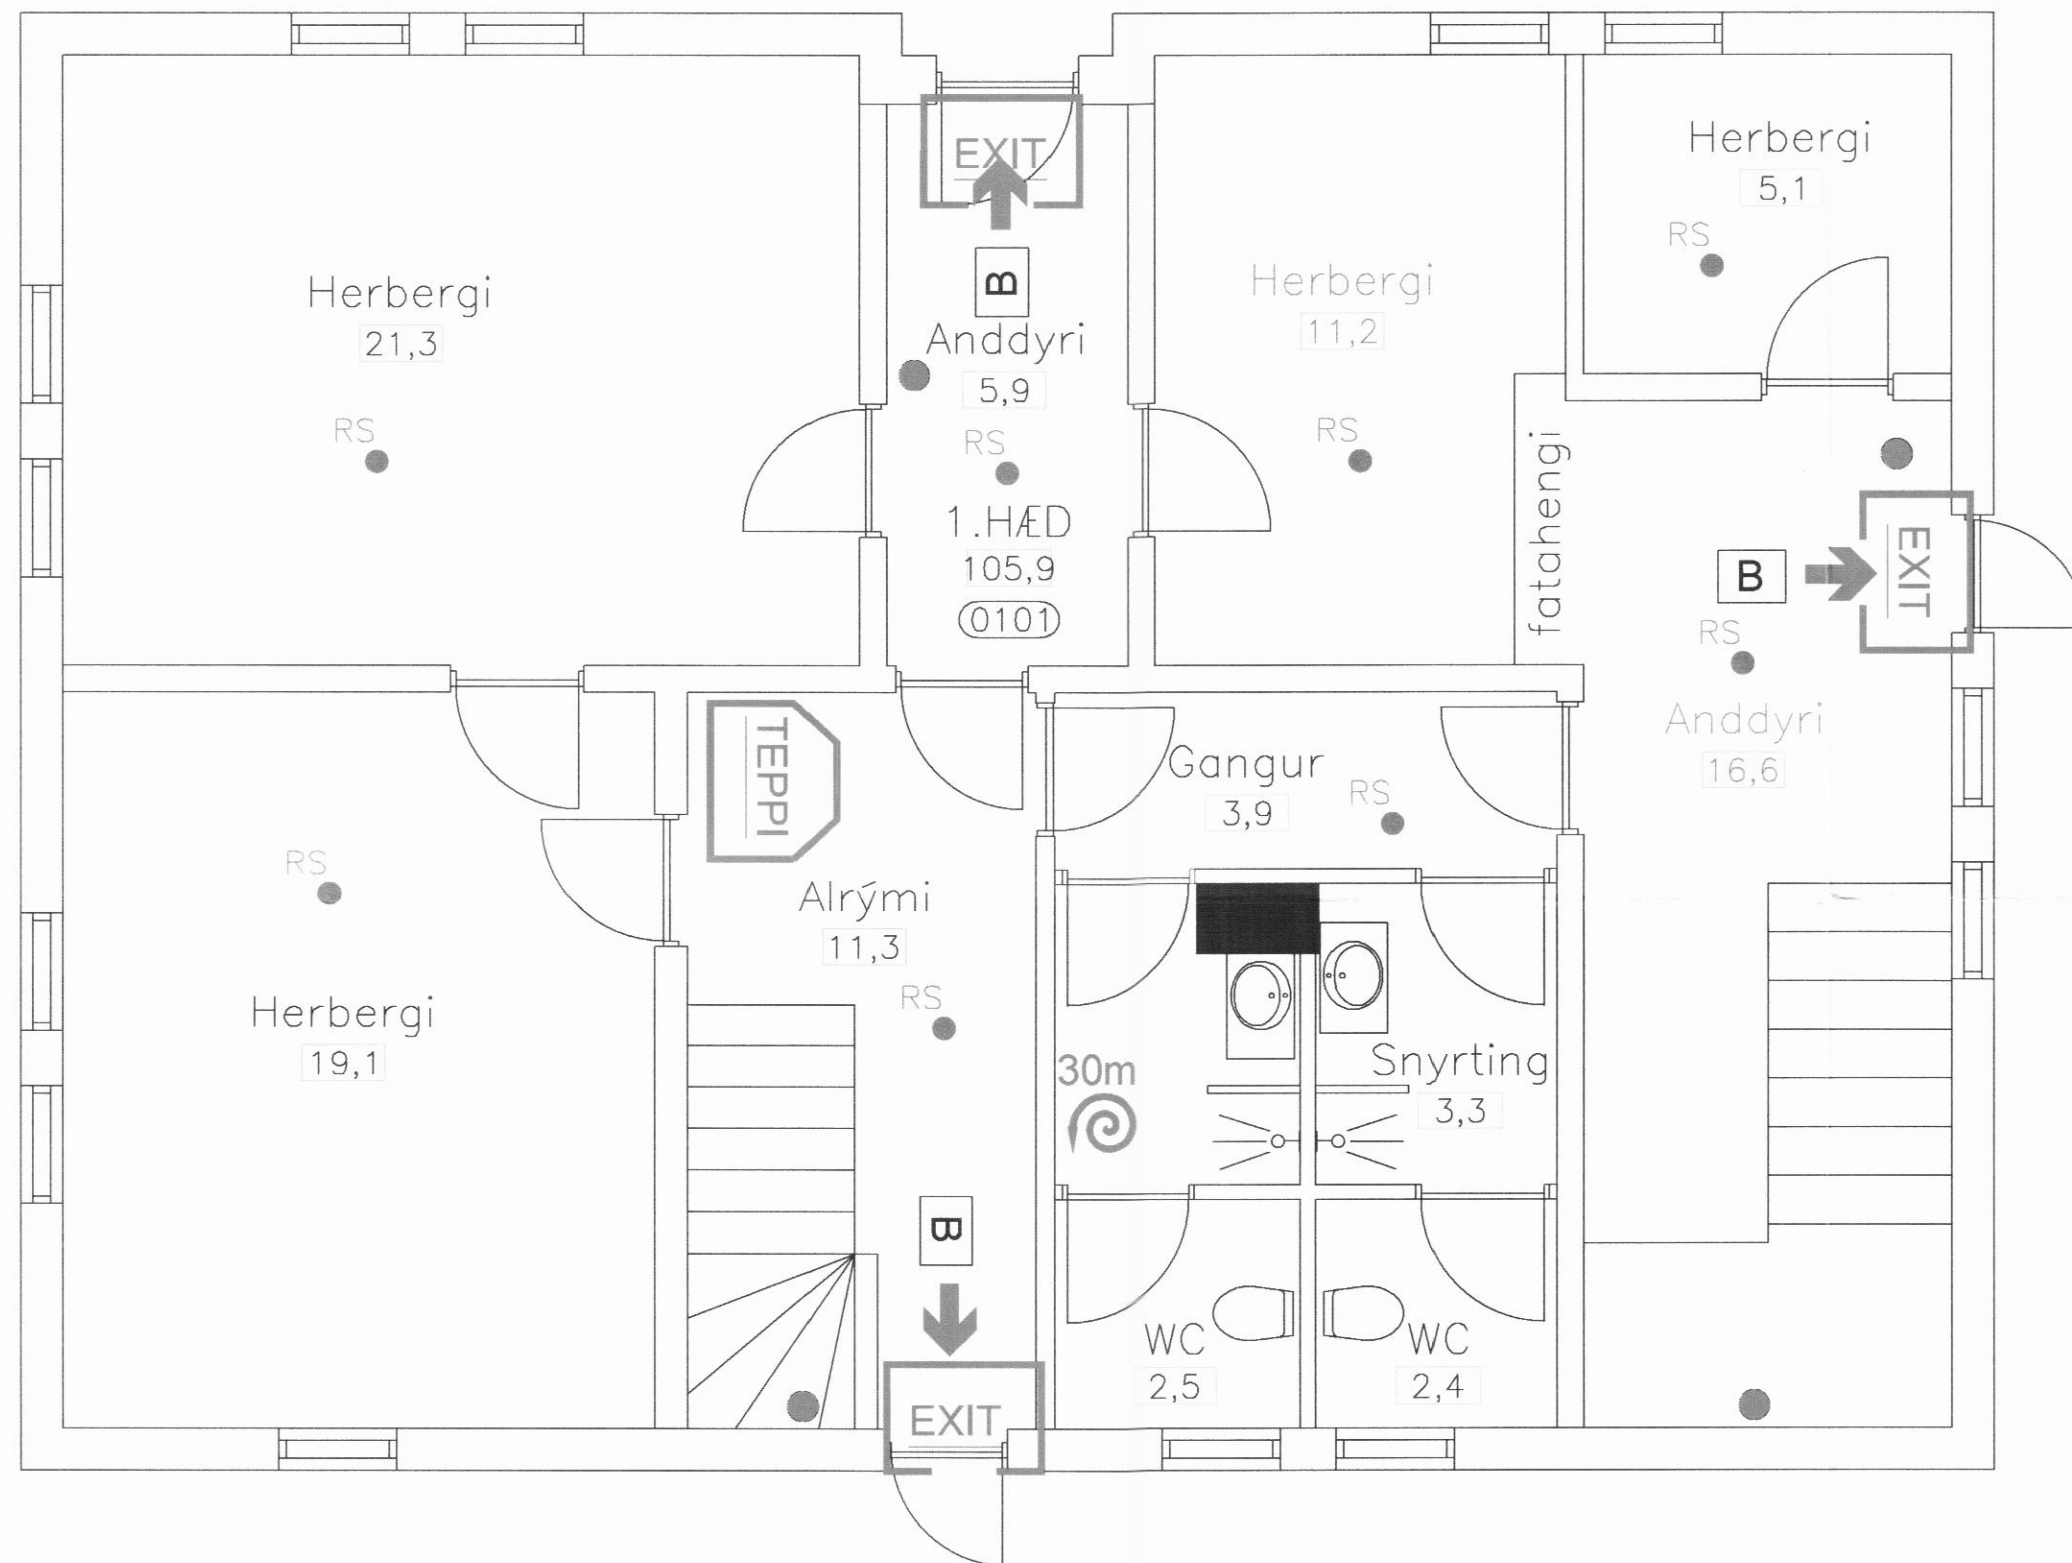 EXIT
B
Herbergi
5,1
RS
Herbergi
21,3
RS
Anddyri
5,9
RS
1.HÆD
105,9
0101
Herbergi
11,2
RS
fatahengi
B
EXIT
RS
Anddyri
16,6
TEPPI
Gangur
3,9
RS
RS
Herbergi
19,1
Alrými
11,3
RS
30m
Snyrting
3,3
B
EXIT
WC
2,5
WC
2,4